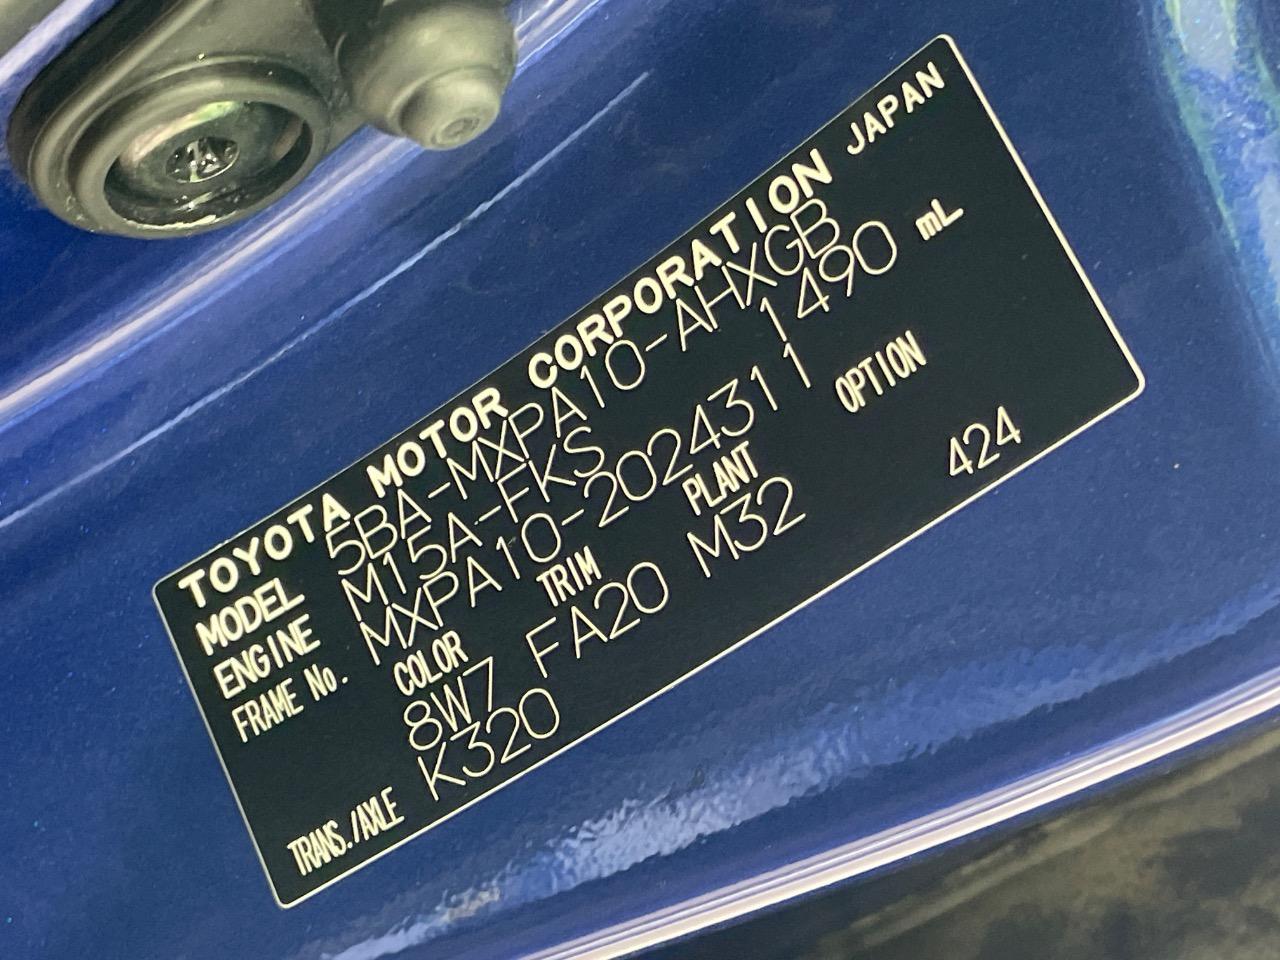 TOYOTA MOTOR CORPORATION JAPAN
MODEL 5BA-MXPA10-AHXGB
ENGINE M15A-FKS 1490 mL
FRAME No. MXPA10-2024311
COLOR TRIM PLANT OPTION
8W7 FA20 M32 424
TRANS./AXLE K320